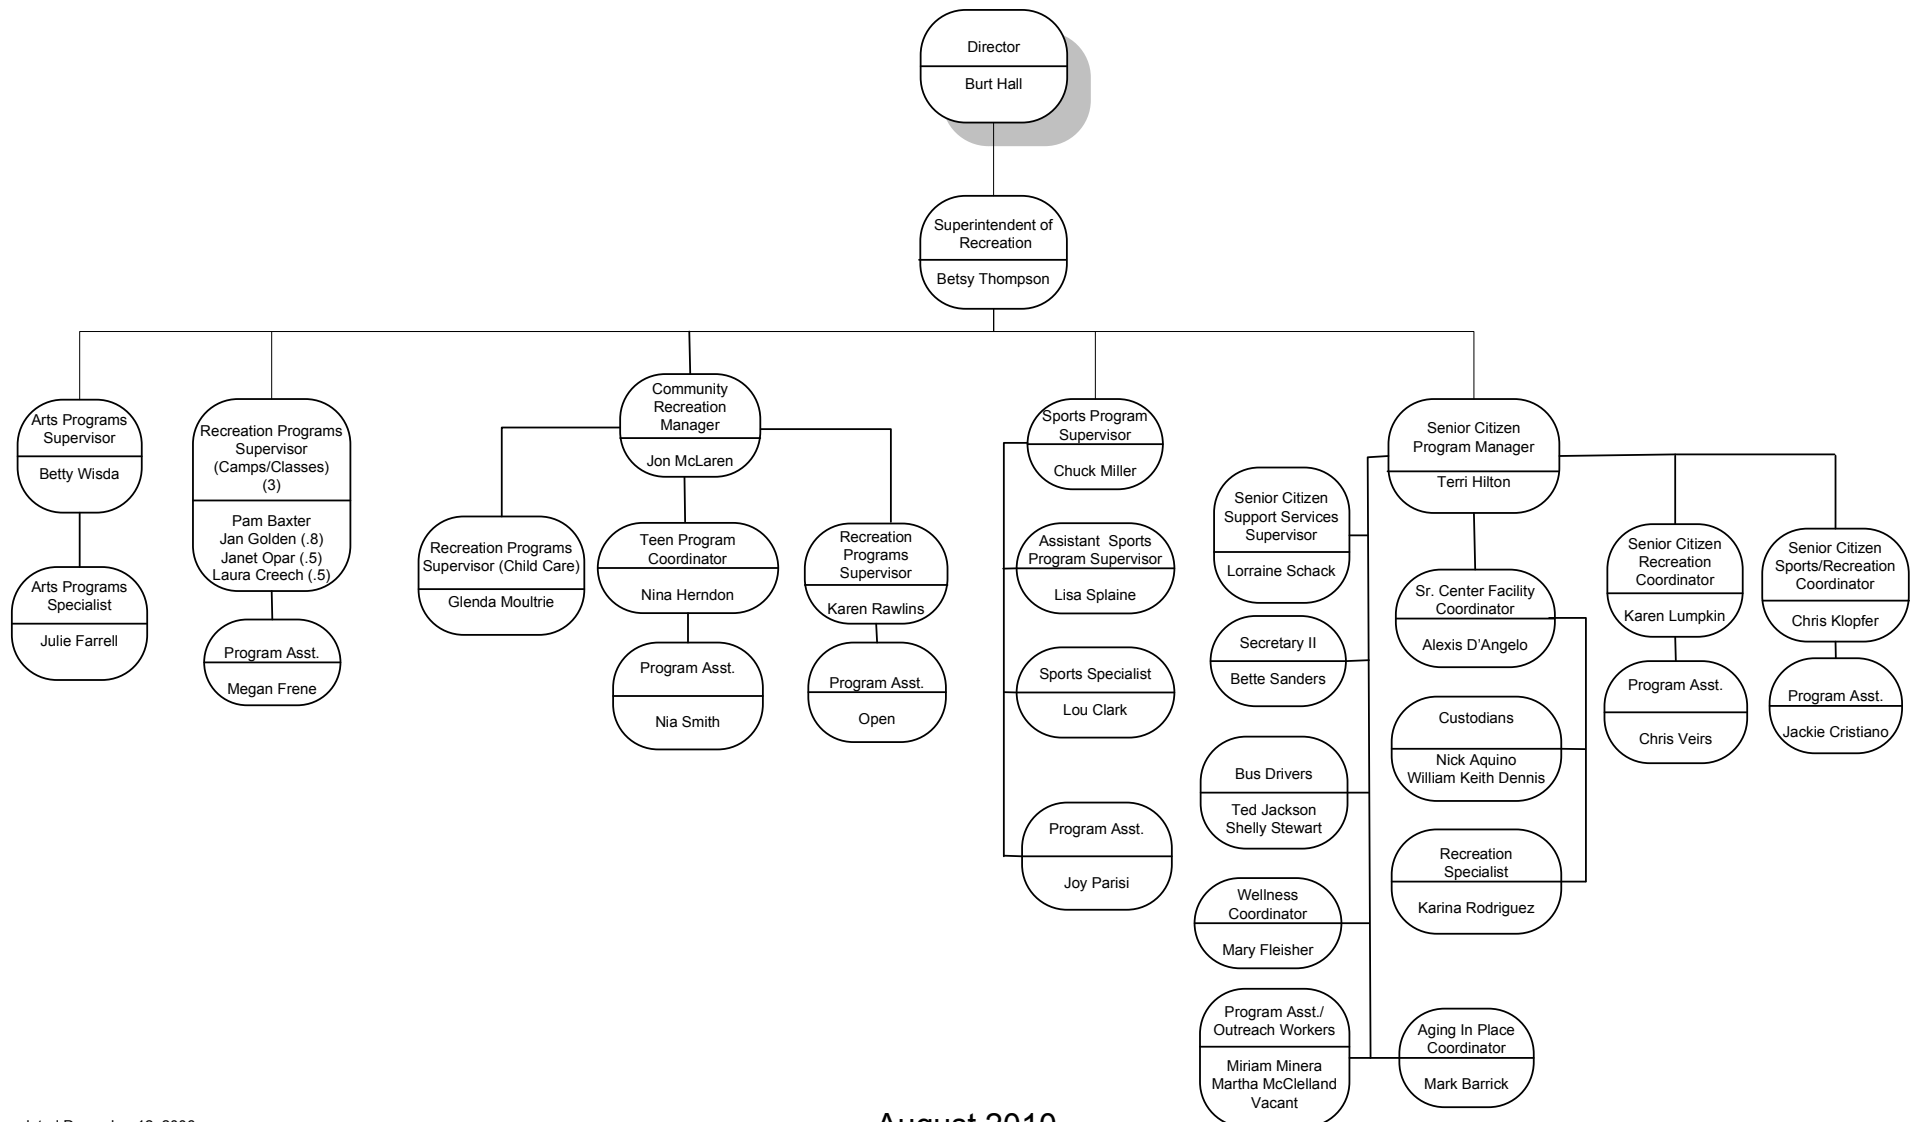 Director
Burt Hall
Superintendent of
Recreation
Betsy Thompson
Arts Programs
Supervisor
Betty Wisda
Arts Programs
Specialist
Julie Farrell
Recreation Programs
Supervisor
(Camps/Classes)
(3)
Pam Baxter
Jan Golden (.8)
Janet Opar (.5)
Laura Creech (.5)
Program Asst.
Megan Frene
Community
Recreation
Manager
Jon McLaren
Recreation Programs
Supervisor (Child Care)
Glenda Moultrie
Teen Program
Coordinator
Nina Herndon
Program Asst.
Nia Smith
Recreation
Programs
Supervisor
Karen Rawlins
Program Asst.
Open
Sports Program
Supervisor
Chuck Miller
Assistant Sports
Program Supervisor
Lisa Splaine
Sports Specialist
Lou Clark
Program Asst.
Joy Parisi
Senior Citizen
Program Manager
Terri Hilton
Senior Citizen
Support Services
Supervisor
Lorraine Schack
Secretary II
Bette Sanders
Bus Drivers
Ted Jackson
Shelly Stewart
Wellness
Coordinator
Mary Fleisher
Program Asst./
Outreach Workers
Miriam Minera
Martha McClelland
Vacant
Aging In Place
Coordinator
Mark Barrick
Sr. Center Facility
Coordinator
Alexis D'Angelo
Custodians
Nick Aquino
William Keith Dennis
Recreation
Specialist
Karina Rodriguez
Senior Citizen
Recreation
Coordinator
Karen Lumpkin
Program Asst.
Chris Veirs
Senior Citizen
Sports/Recreation
Coordinator
Chris Klopfer
Program Asst.
Jackie Cristiano
August 2010